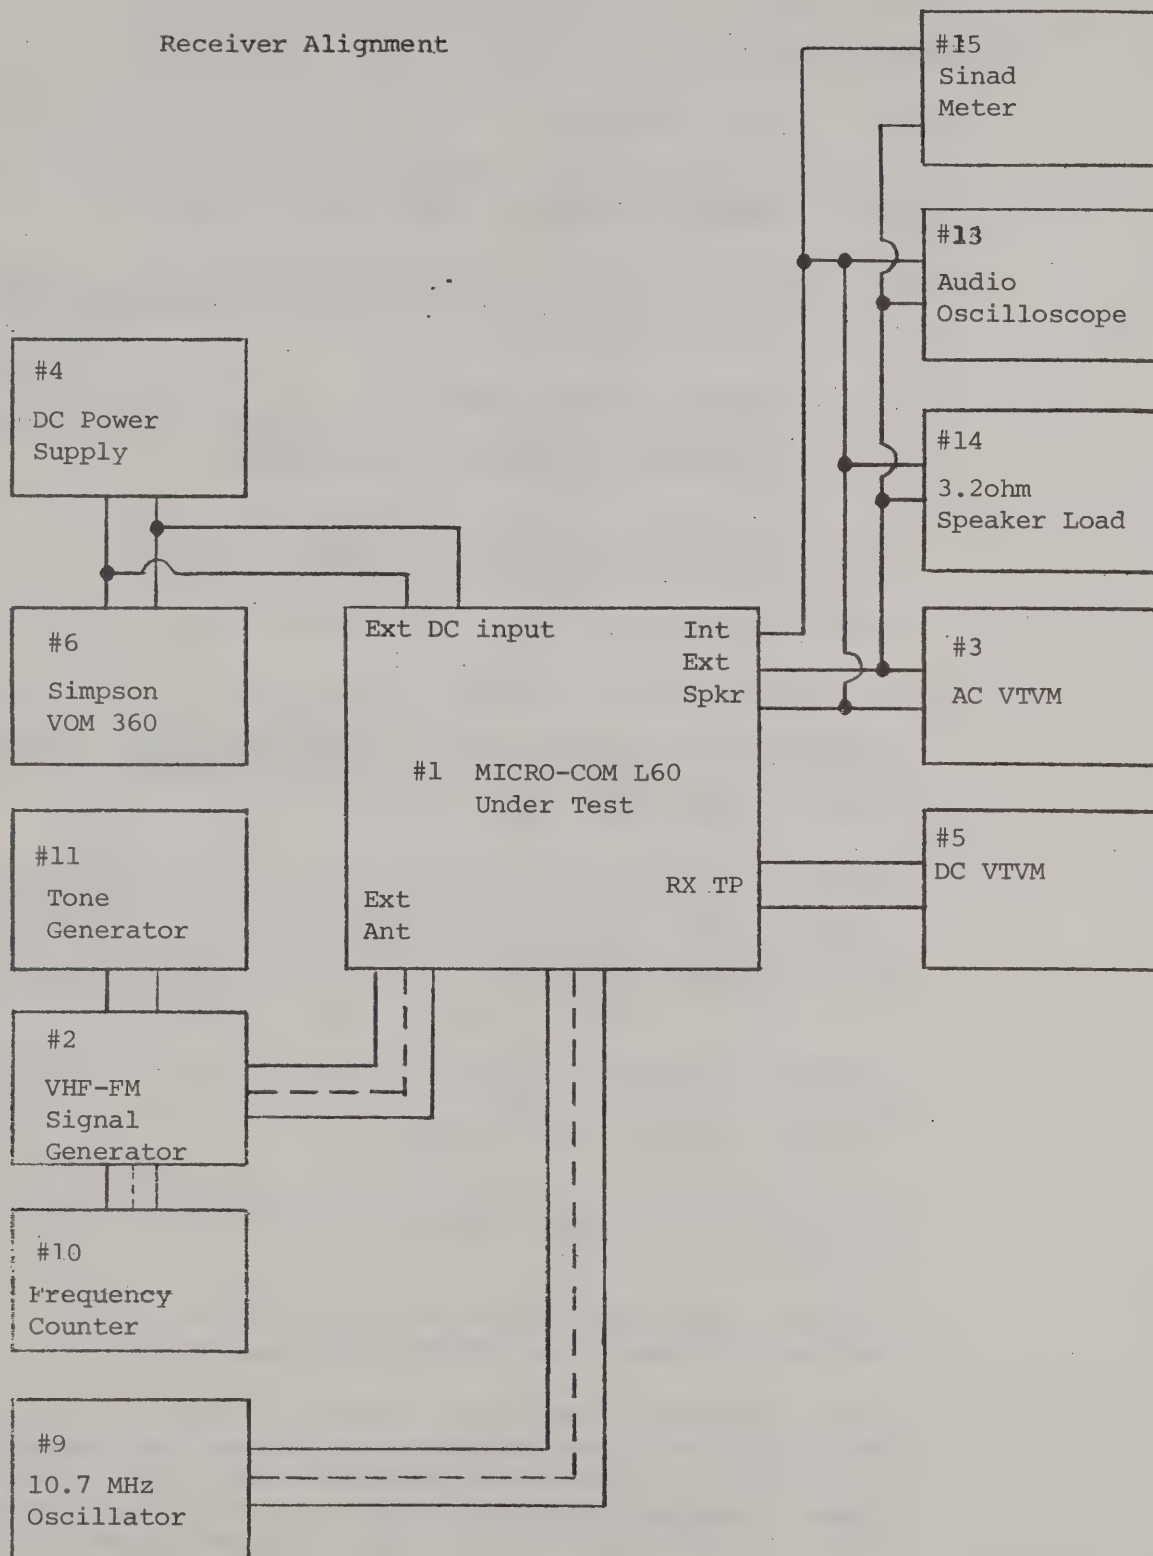 Receiver Alignment
#15
Sinad
Meter
#13
Audio
Oscilloscope
#4
DC Power
Supply
#14
3.2ohm
Speaker Load
#6
Simpson
VOM 360
Ext DC input
Int
Ext
Spkr
#3
AC VTVM
#1 MICRO-COM L60
Under Test
#11
Tone
Generator
Ext
Ant
RX TP
#5
DC VTVM
#2
VHF-FM
Signal
Generator
#10
Frequency
Counter
#9
10.7 MHz
Oscillator